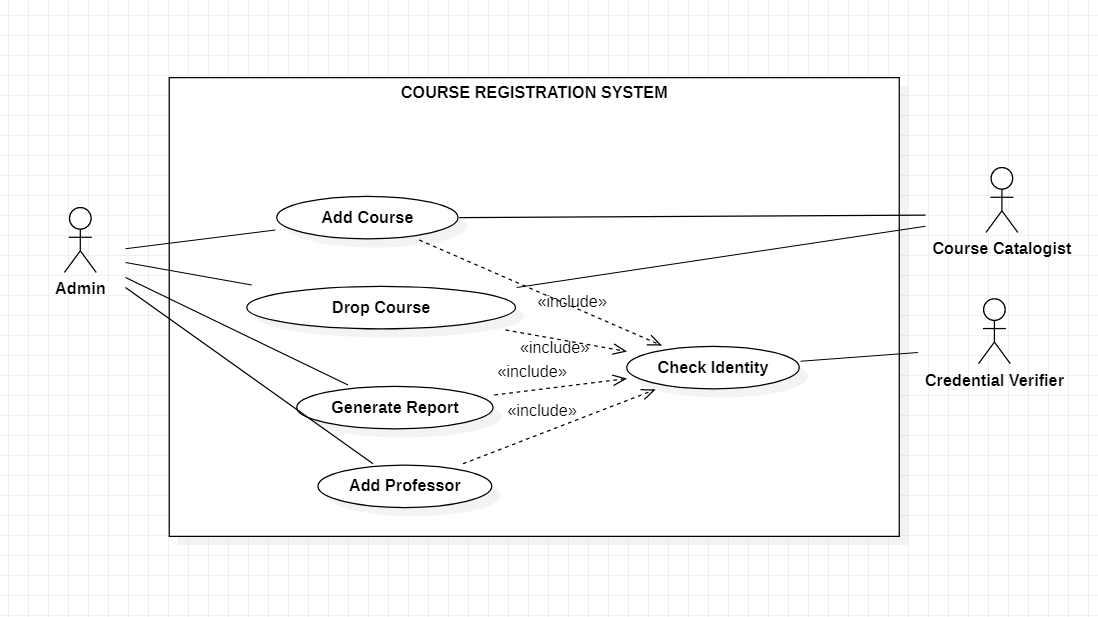 COURSE REGISTRATION SYSTEM
Add Course
Course Catalogist
Admin
Drop Course
«include»
«include»
Check Identity
«include»
Credential Verifier
Generate Report
«include»
Add Professor